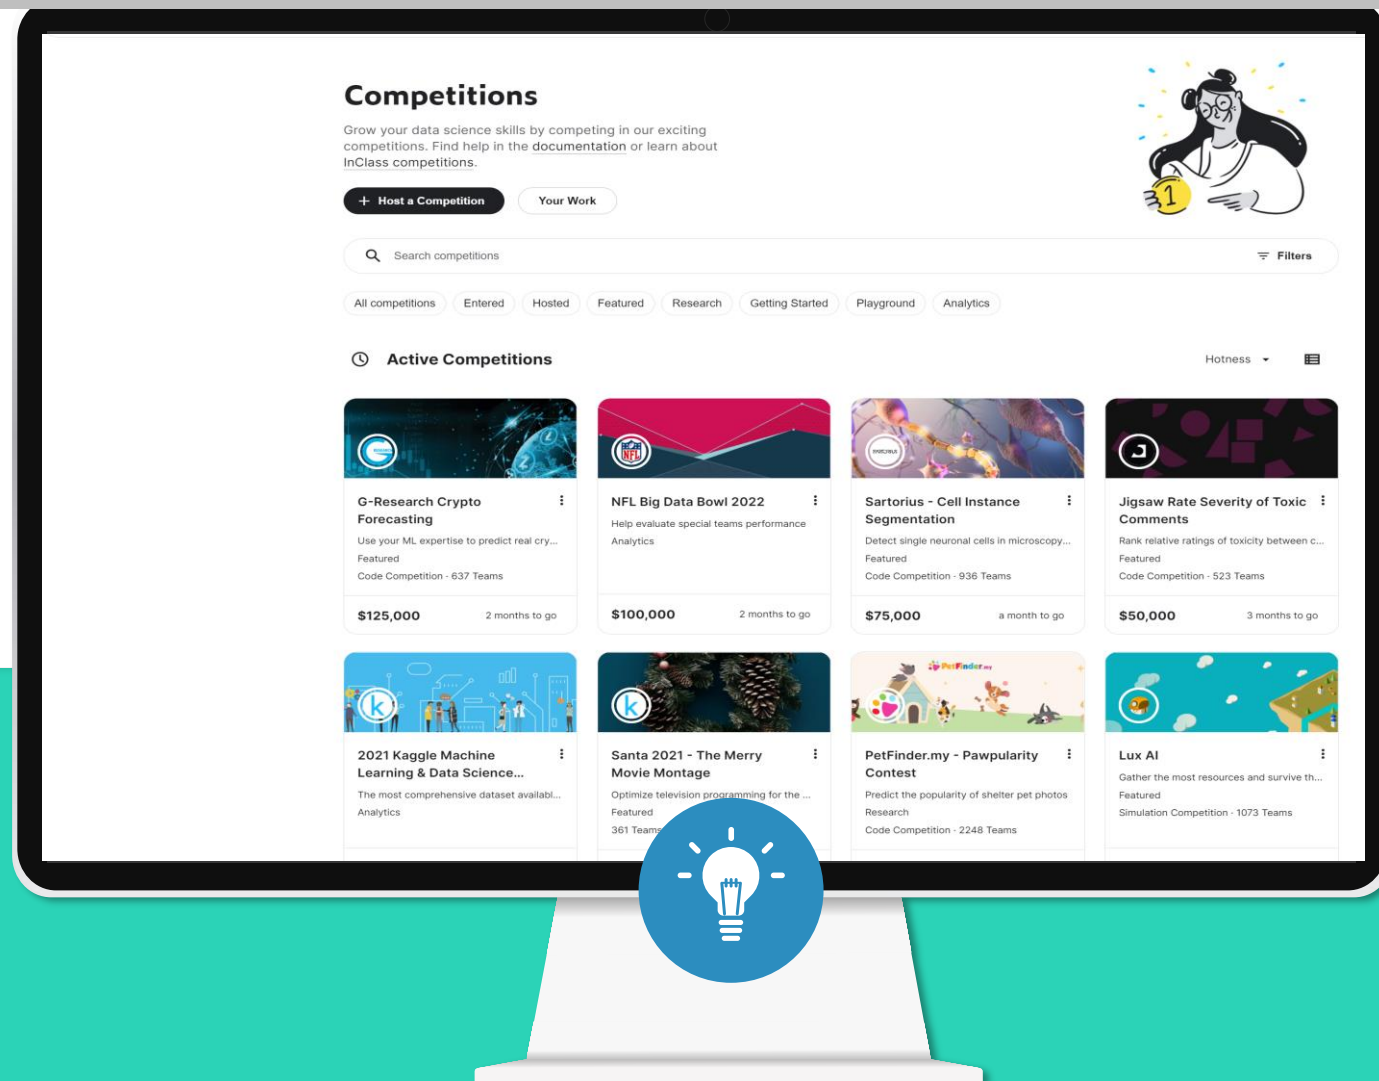 Competitions
Grow your data science skills by competing in our exciting
competitions. Find help in the documentation or learn about
InClass competitions.
+ Host a Competition
Your Work
1
Search competitions
Filters
All competitions
Entered
Hosted
Featured
Research
Getting Started
Playground
Analytics
Active Competitions
Hotness
G-Research Crypto
Forecasting
Use your ML expertise to predict real cry...
Featured
Code Competition · 637 Teams
$125,000
2 months to go
NFL
NFL Big Data Bowl 2022
Help evaluate special teams performance
Analytics
$100,000
2 months to go
Sartorius - Cell Instance
Segmentation
Detect single neuronal cells in microscopy...
Featured
Code Competition · 936 Teams
$75,000
a month to go
Jigsaw Rate Severity of Toxic
Comments
Rank relative ratings of toxicity between c...
Featured
Code Competition · 523 Teams
$50,000
3 months to go
k
2021 Kaggle Machine
Learning & Data Science...
The most comprehensive dataset availabl...
Analytics
k
Santa 2021 - The Merry
Movie Montage
Optimize television programming for the ...
Featured
361 Teams
PetFinder.my
PetFinder.my - Pawpularity
Contest
Predict the popularity of shelter pet photos
Research
Code Competition · 2248 Teams
Lux AI
Gather the most resources and survive th...
Featured
Simulation Competition · 1073 Teams